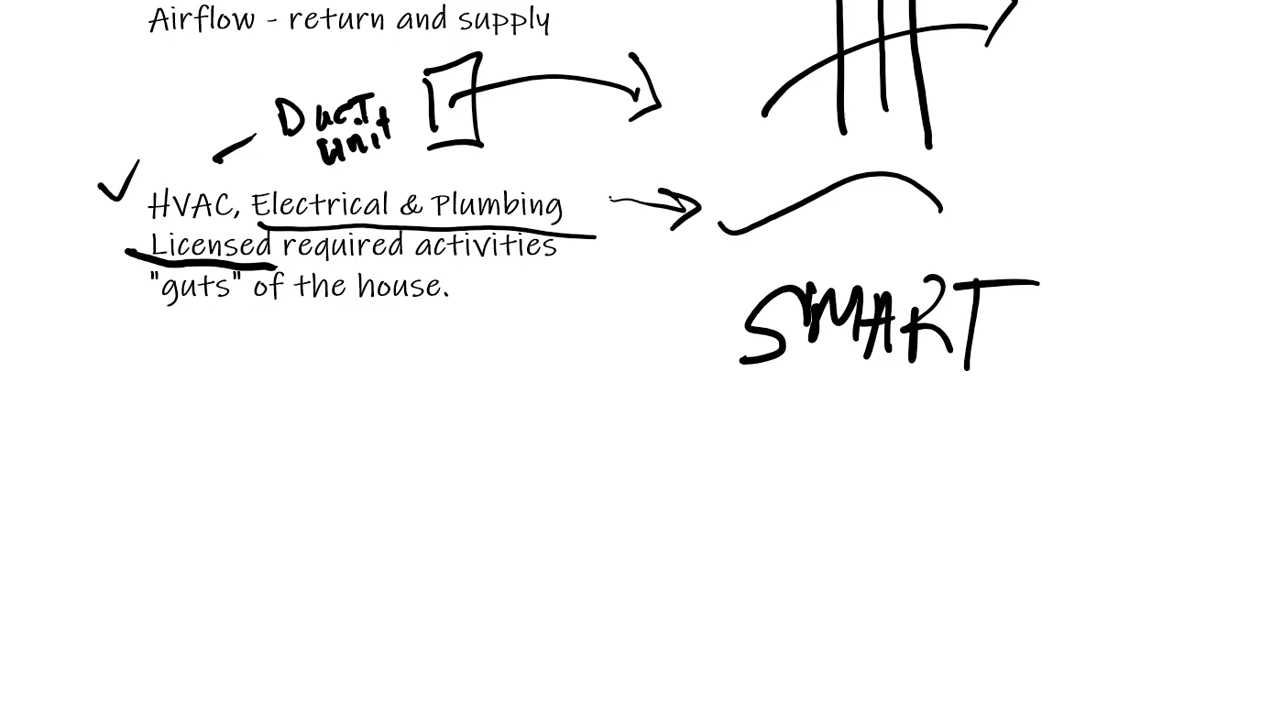 Airflow - return and supply
Duct
unit
HVAC, Electrical & Plumbing
Licensed required activities
"guts" of the house.
SMART